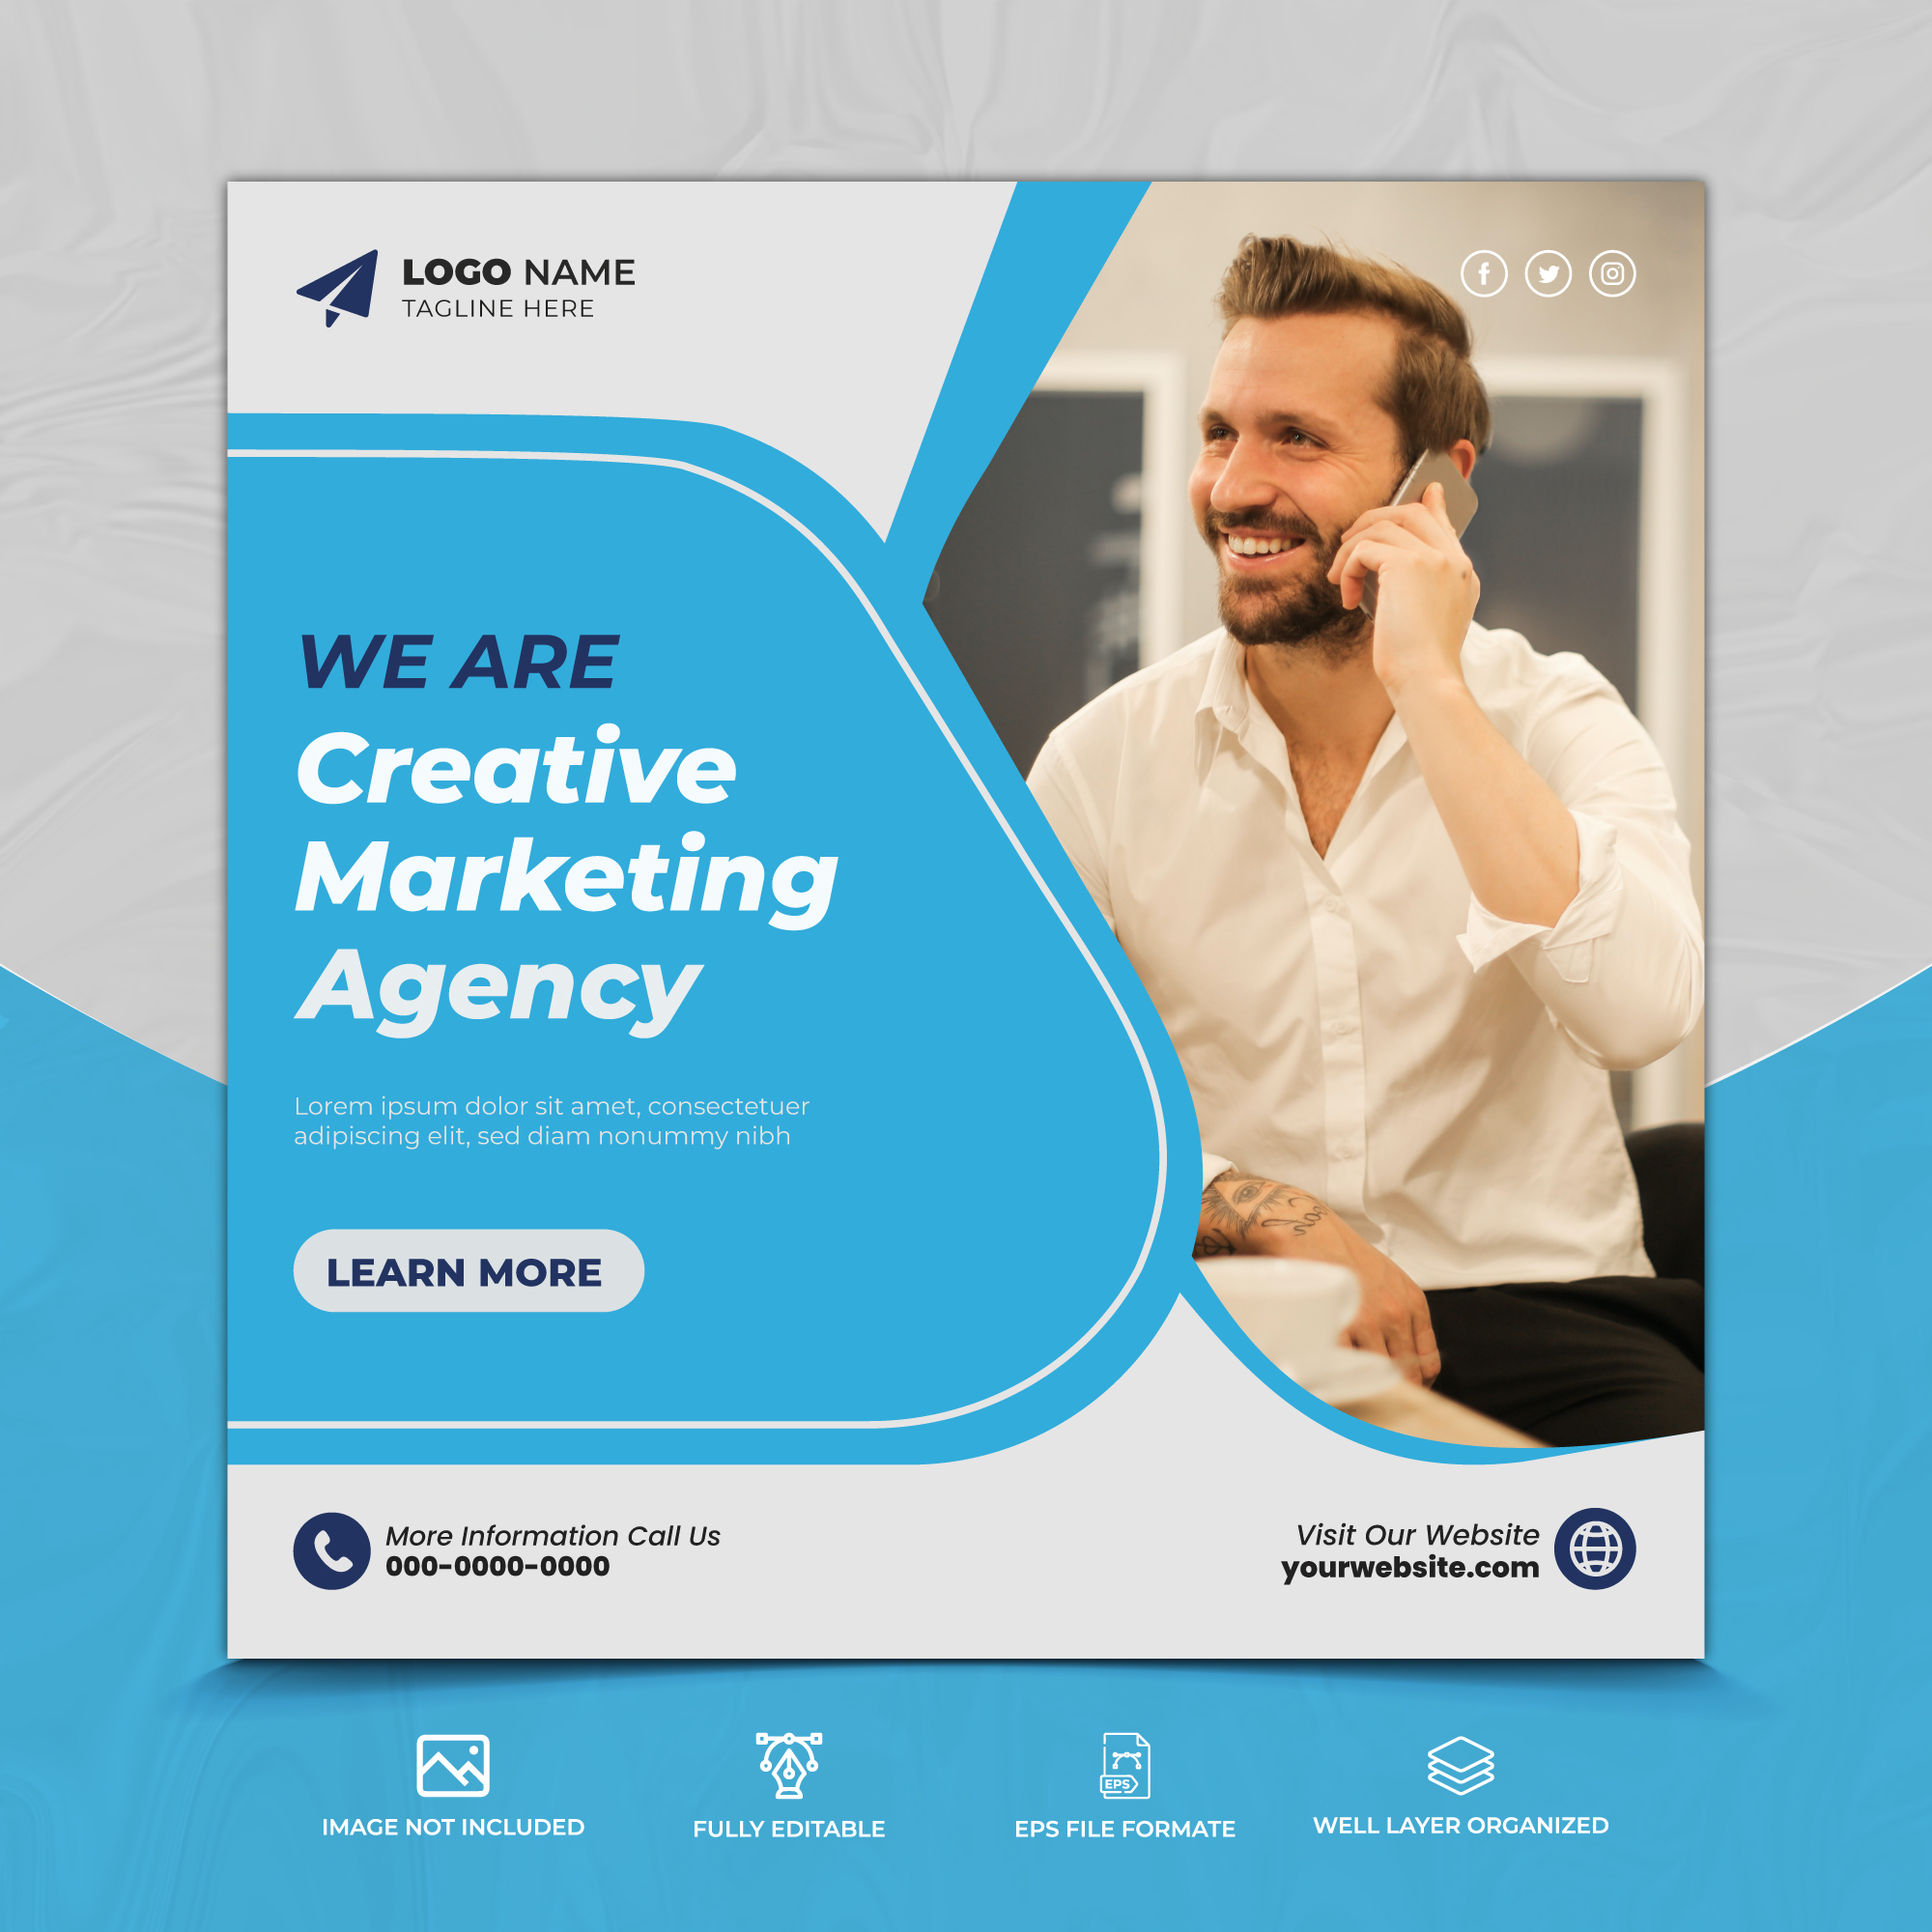 LOGO NAME
TAGLINE HERE
WE ARE
Creative
Marketing
Agency
Lorem ipsum dolor sit amet, consectetuer
adipiscing elit, sed diam nonummy nibh
LEARN MORE
More Information Call Us
000-0000-0000
Visit Our Website
yourwebsite.com
IMAGE NOT INCLUDED
FULLY EDITABLE
EPS
EPS FILE FORMATE
WELL LAYER ORGANIZED